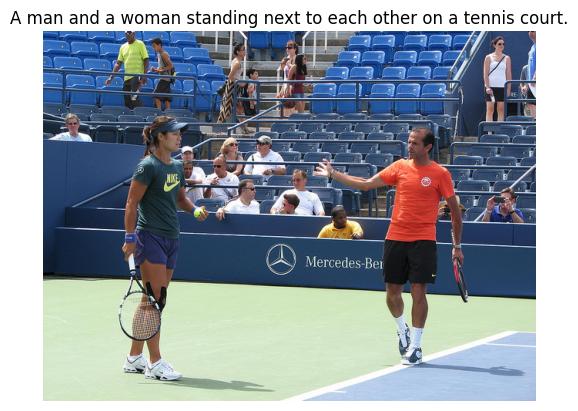 A man and a woman standing next to each other on a tennis court.
NIKE
Mercedes-Ben